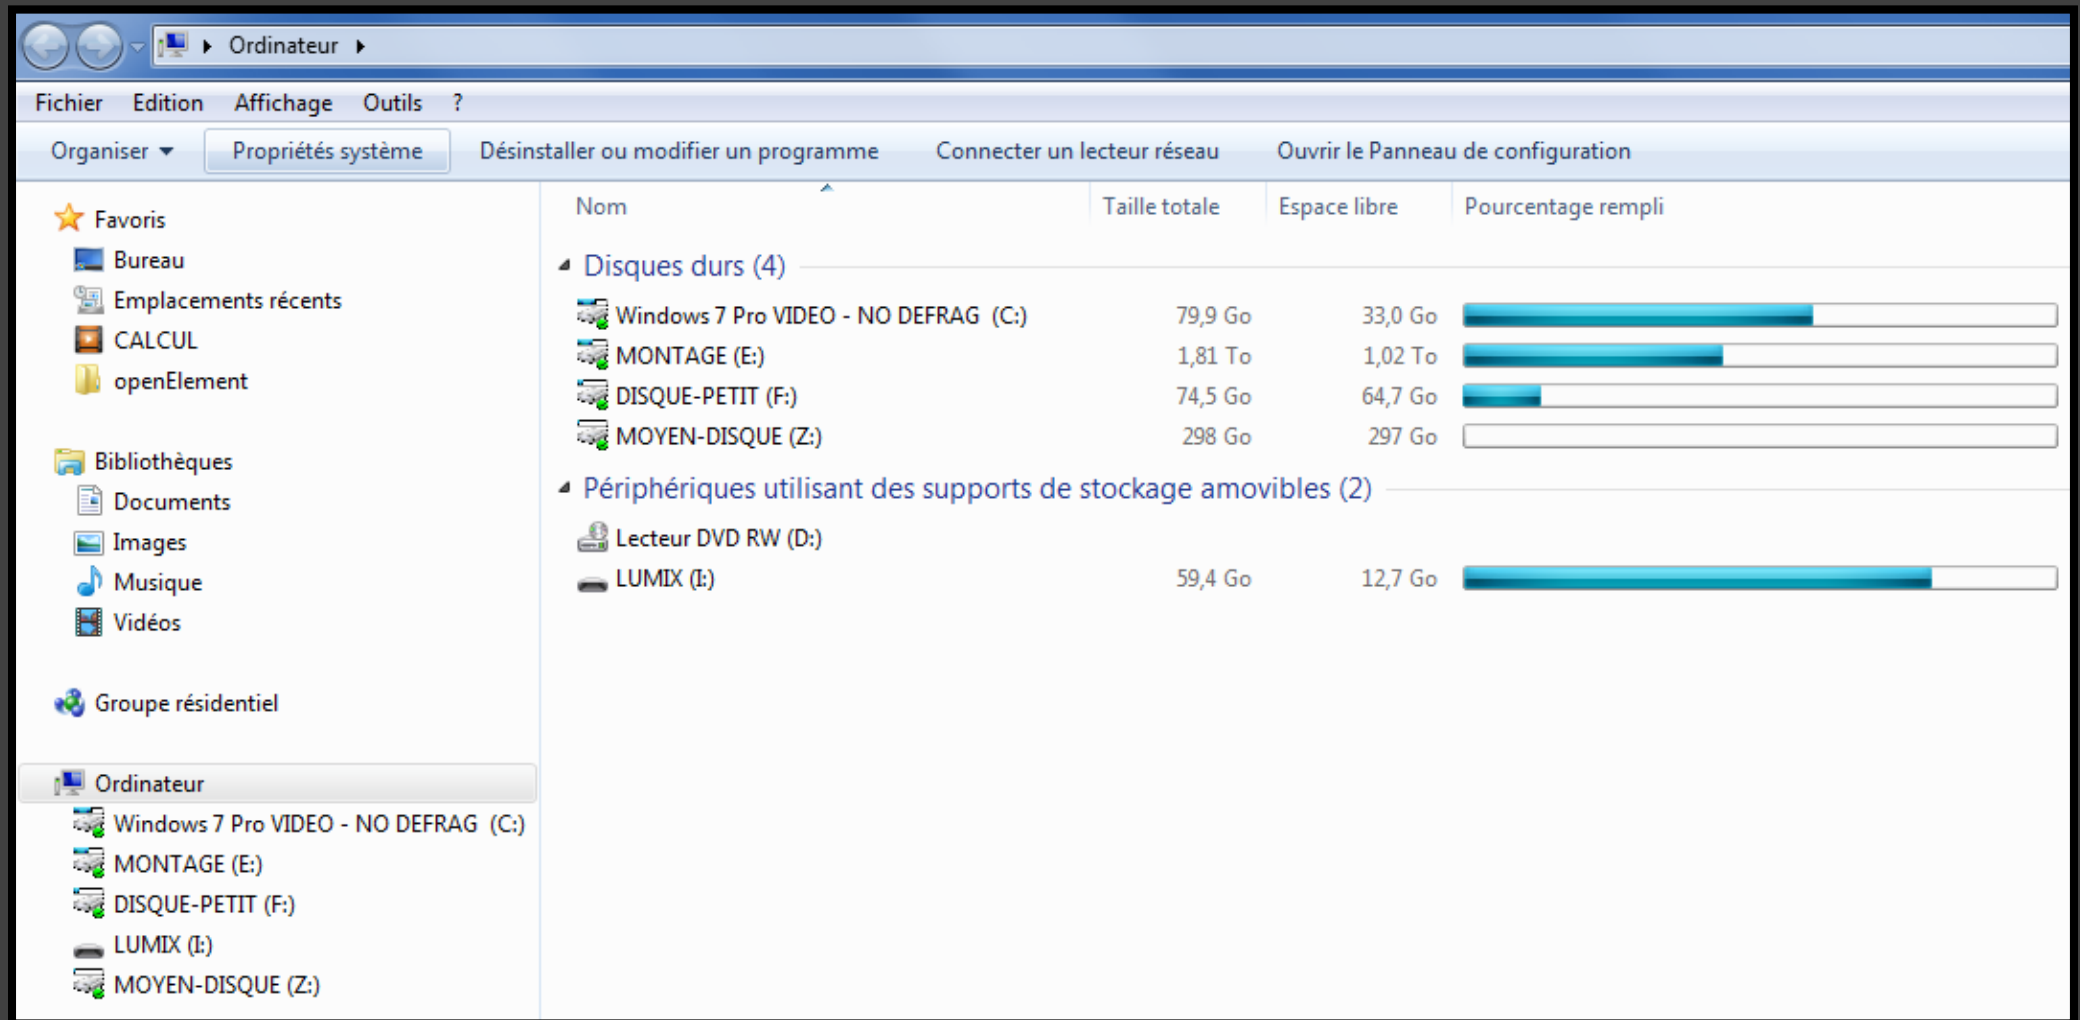 Ordinateur
Fichier Edition Affichage Outils ?
Organiser Propriétés système Désinstaller ou modifier un programme Connecter un lecteur réseau Ouvrir le Panneau de configuration
Favoris
Bureau
Emplacements récents
CALCUL
openElement
Bibliothèques
Documents
Images
Musique
Vidéos
Groupe résidentiel
Ordinateur
Windows 7 Pro VIDEO - NO DEFRAG (C:)
MONTAGE (E:)
DISQUE-PETIT (F:)
LUMIX (I:)
MOYEN-DISQUE (Z:)
Nom Taille totale Espace libre Pourcentage rempli
Disques durs (4)
Windows 7 Pro VIDEO - NO DEFRAG (C:) 79,9 Go 33,0 Go
MONTAGE (E:) 1,81 To 1,02 To
DISQUE-PETIT (F:) 74,5 Go 64,7 Go
MOYEN-DISQUE (Z:) 298 Go 297 Go
Périphériques utilisant des supports de stockage amovibles (2)
Lecteur DVD RW (D:)
LUMIX (I:) 59,4 Go 12,7 Go